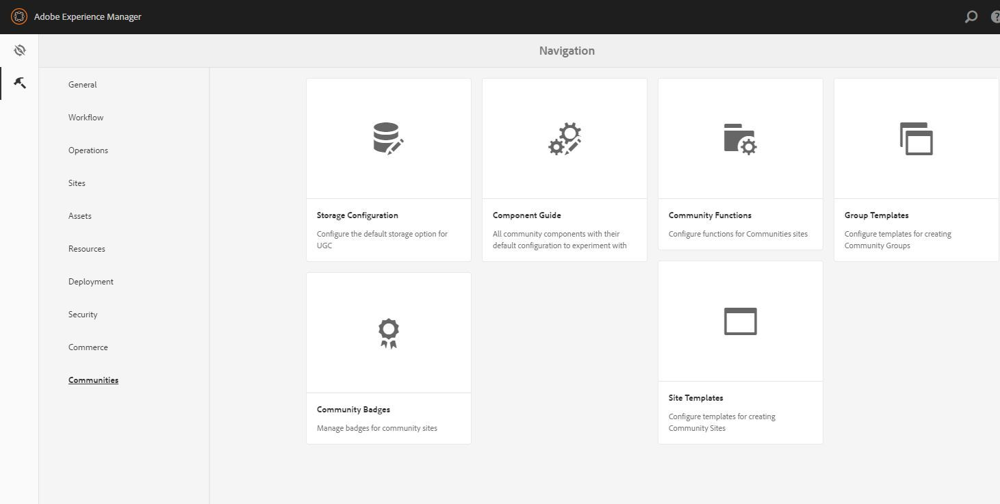 Adobe Experience Manager
?
Navigation
General
Workflow
Operations
Sites
Assets
Resources
Deployment
Security
Commerce
Communities
Storage Configuration
Configure the default storage option for
UGC
Component Guide
All community components with their
default configuration to experiment with
Community Functions
Configure functions for Communities sites
Group Templates
Configure templates for creating
Community Groups
Community Badges
Manage badges for community sites
Site Templates
Configure templates for creating
Community Sites